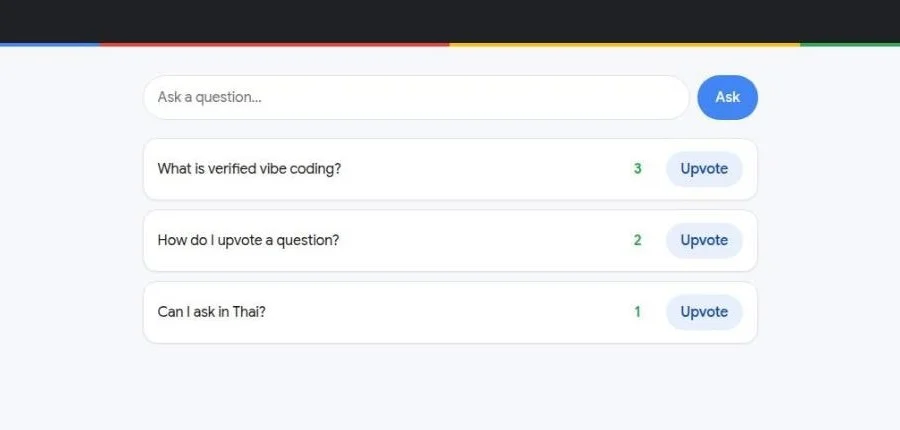 Ask a question...
Ask
What is verified vibe coding?
3
Upvote
How do I upvote a question?
2
Upvote
Can I ask in Thai?
1
Upvote